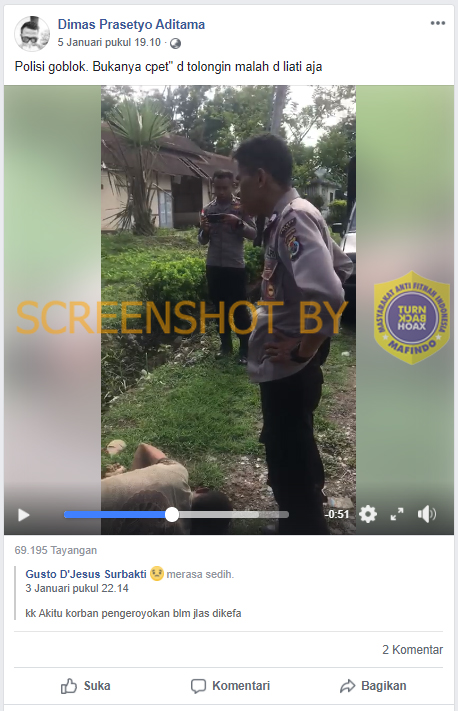 Dimas Prasetyo Aditama
5 Januari pukul 19.10 ·
Polisi goblok. Bukanya cpet" d tolongin malah d liati aja
SCREENSHOT BY
MASYARAKAT ANTI FITNAH INDONESIA
TURN
BACK
HOAX
MAFINDO
-0:51
69.195 Tayangan
Gusto D'Jesus Surbakti 😟 merasa sedih.
3 Januari pukul 22.14
kk Akitu korban pengeroyokan blm jlas dikefa
2 Komentar
Suka
Komentari
Bagikan